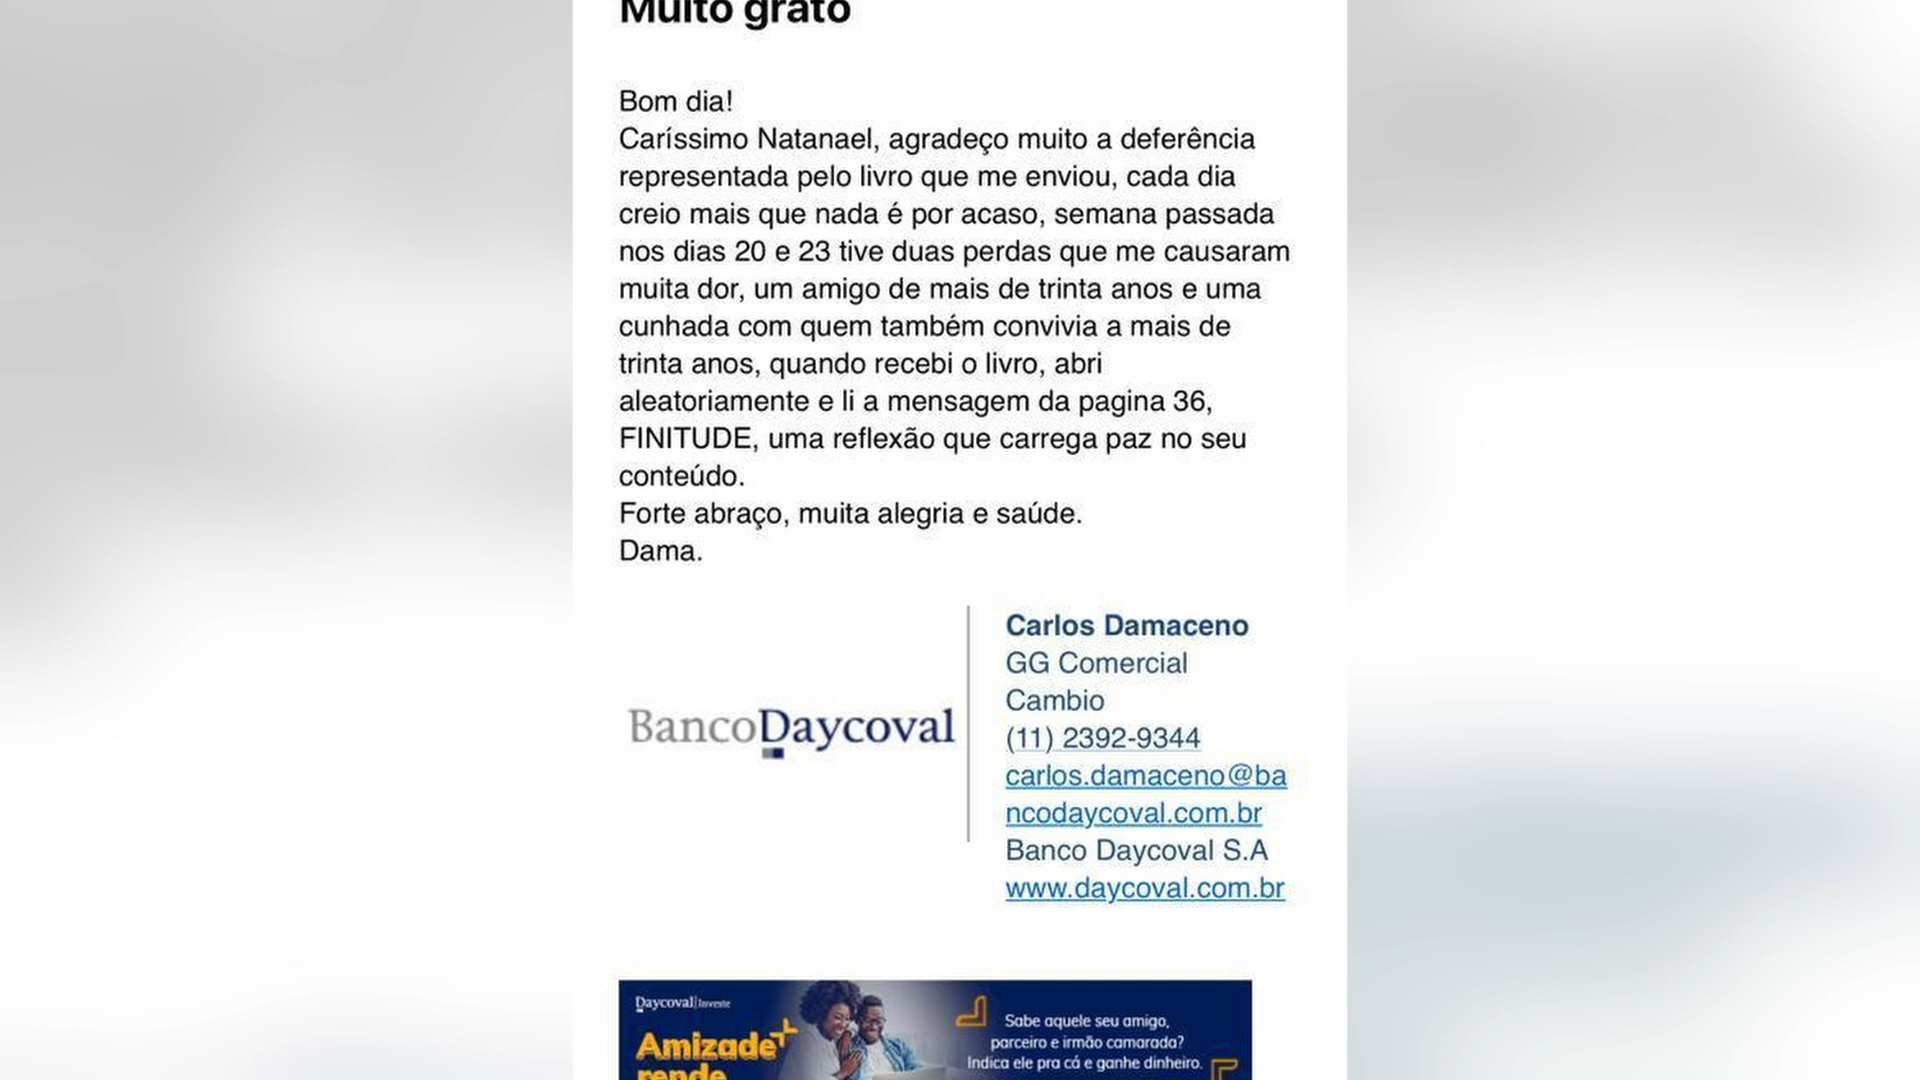 Muito grato
Bom dia!
Caríssimo Natanael, agradeço muito a deferência
representada pelo livro que me enviou, cada dia
creio mais que nada é por acaso, semana passada
nos dias 20 e 23 tive duas perdas que me causaram
muita dor, um amigo de mais de trinta anos e uma
cunhada com quem também convivia a mais de
trinta anos, quando recebi o livro, abri
aleatoriamente e li a mensagem da pagina 36,
FINITUDE, uma reflexão que carrega paz no seu
conteúdo.
Forte abraço, muita alegria e saúde.
Dama.
BancoDaycoval
Carlos Damaceno
GG Comercial
Cambio
(11) 2392-9344
carlos.damaceno@ba
ncodaycoval.com.br
Banco Daycoval S.A
www.daycoval.com.br
Daycoval|Investe
Amizade+
rende
Sabe aquele seu amigo,
parceiro e irmão camarada?
Indica ele pra cá e ganhe dinheiro.